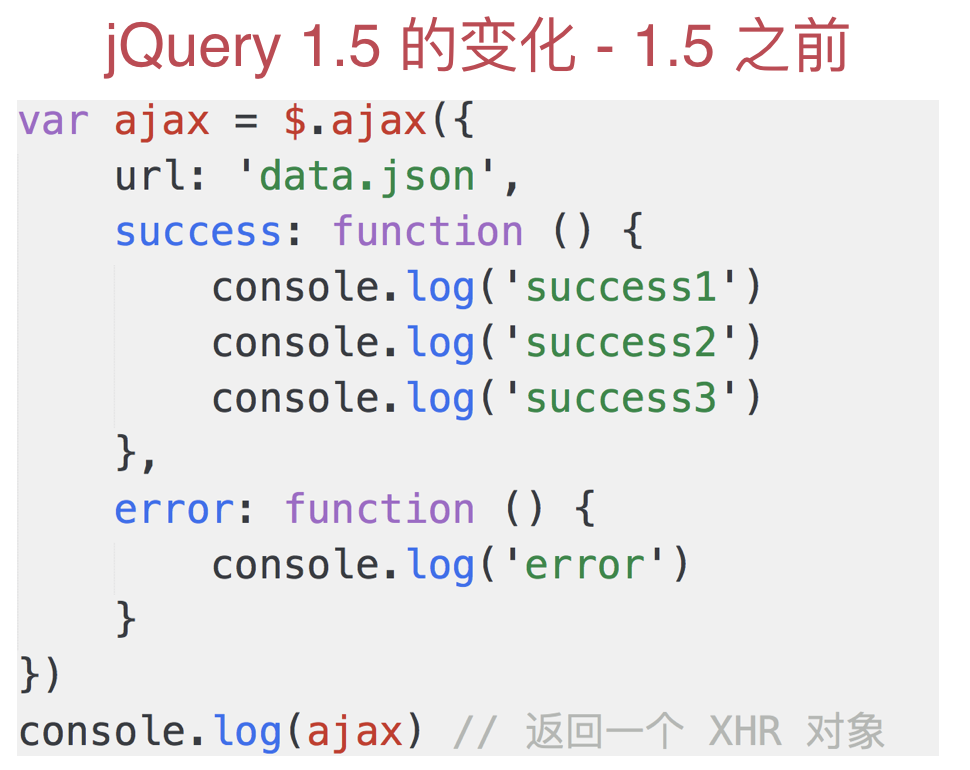 jQuery 1.5 的变化 - 1.5 之前
var ajax = $.ajax({
    url: 'data.json',
    success: function () {
        console.log('success1')
        console.log('success2')
        console.log('success3')
    },
    error: function () {
        console.log('error')
    }
})
console.log(ajax) // 返回一个 XHR 对象